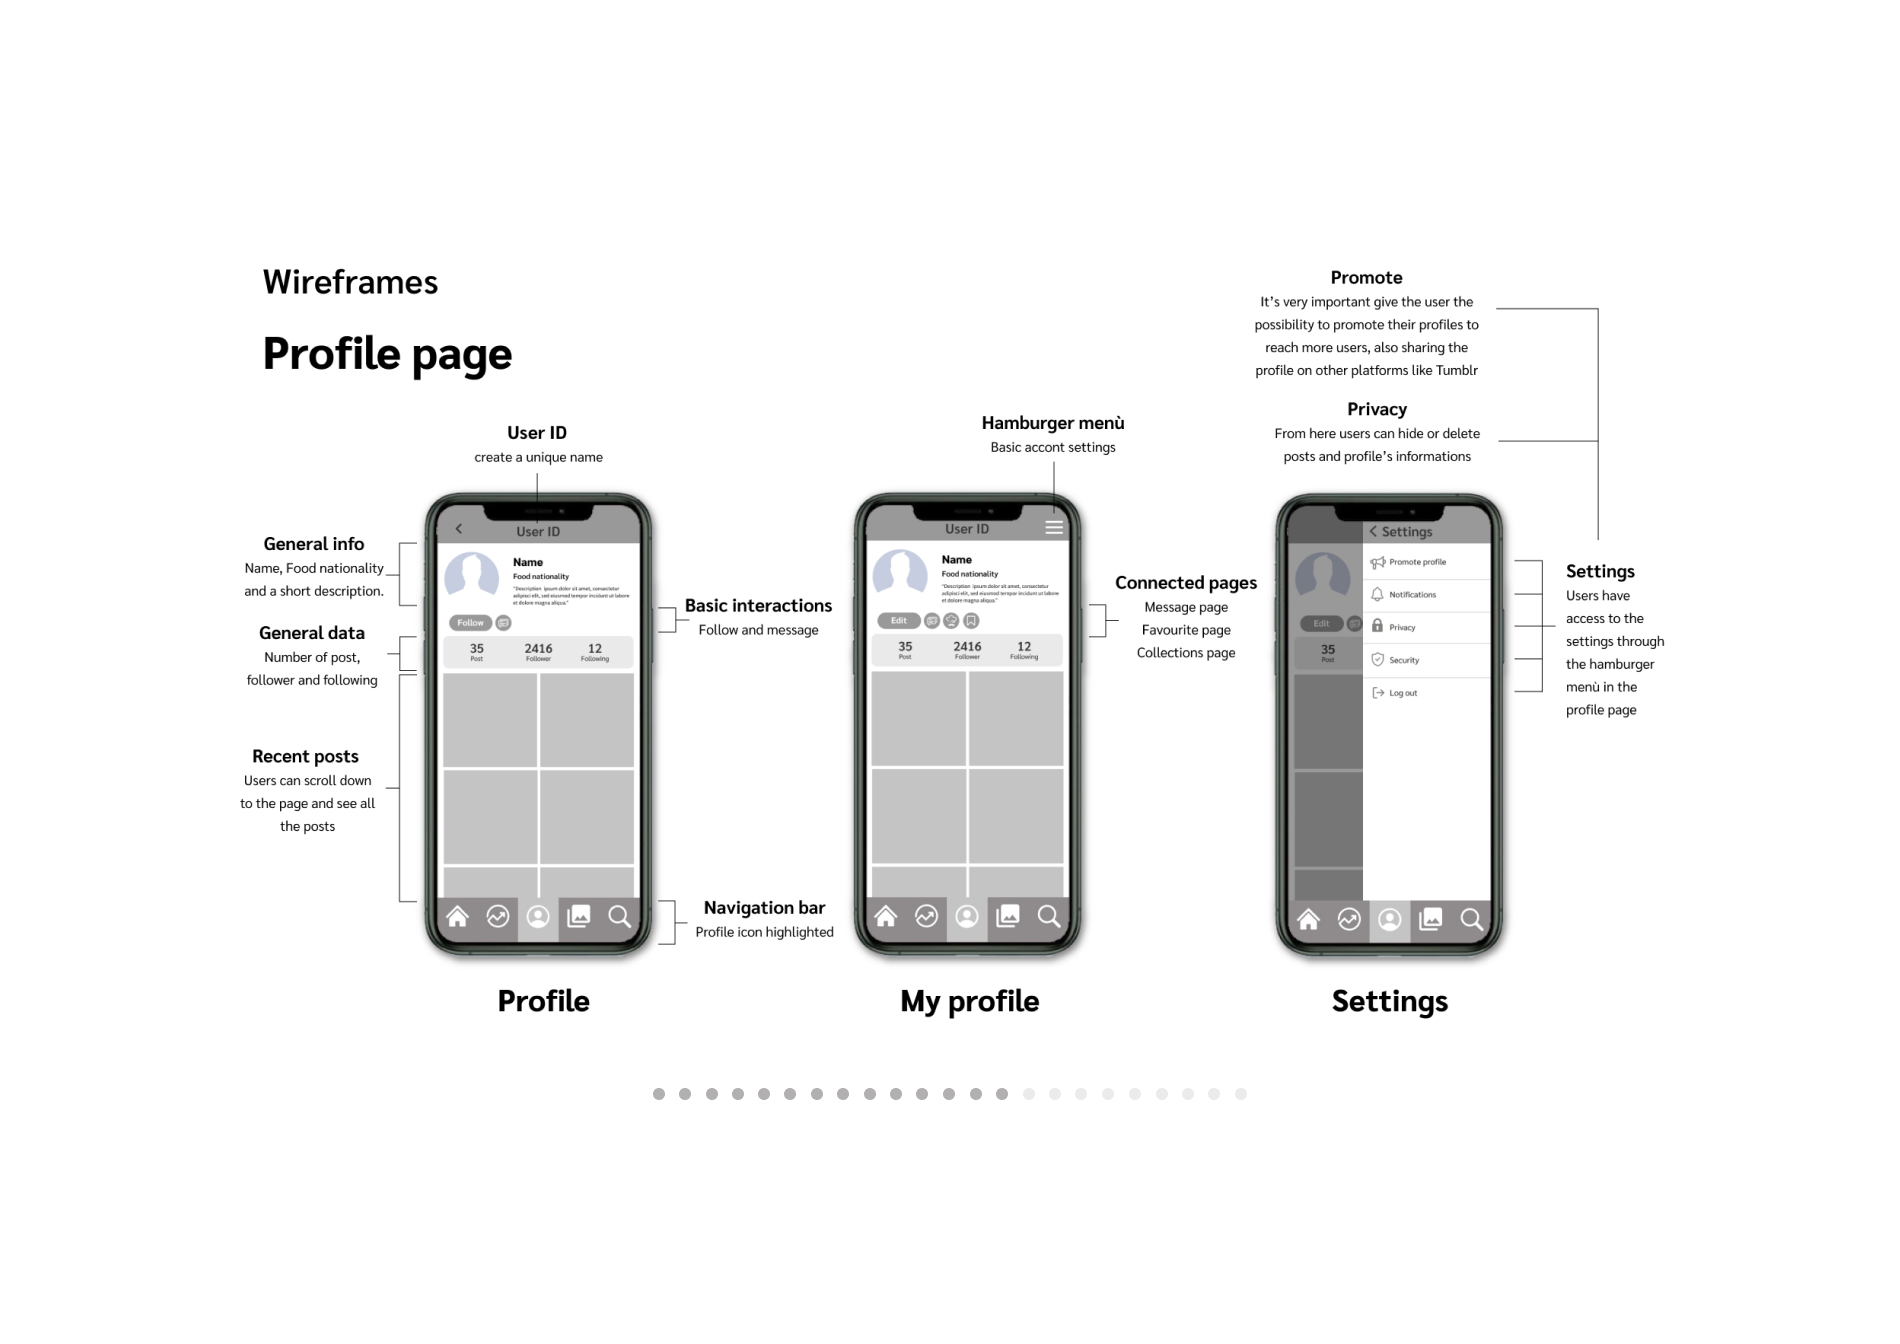 Wireframes
Profile page
User ID
create a unique name
General info
Name, Food nationality
and a short description.
General data
Number of post,
follower and following
Recent posts
Users can scroll down
to the page and see all
the posts
User ID
Name
Food nationality
"Description ipsum dolor sit amet, consectetur
adipisci elit, sed eiusmod tempor incidunt ut labore
et dolore magna aliqua."
Follow
35
Post
2416
Follower
12
Following
Basic interactions
Follow and message
Navigation bar
Profile icon highlighted
Profile
Hamburger menù
Basic accont settings
User ID
Name
Food nationality
"Description ipsum dolor sit amet, consectetur
adipisci elit, sed eiusmod tempor incidunt ut labore
et dolore magna aliqua."
Edit
35
Post
2416
Follower
12
Following
Connected pages
Message page
Favourite page
Collections page
My profile
Promote
It's very important give the user the
possibility to promote their profiles to
reach more users, also sharing the
profile on other platforms like Tumblr
Privacy
From here users can hide or delete
posts and profile's informations
Edit
35
Post
Settings
Promote profile
Notifications
Privacy
Security
Log out
Settings
Users have
access to the
settings through
the hamburger
menù in the
profile page
Settings